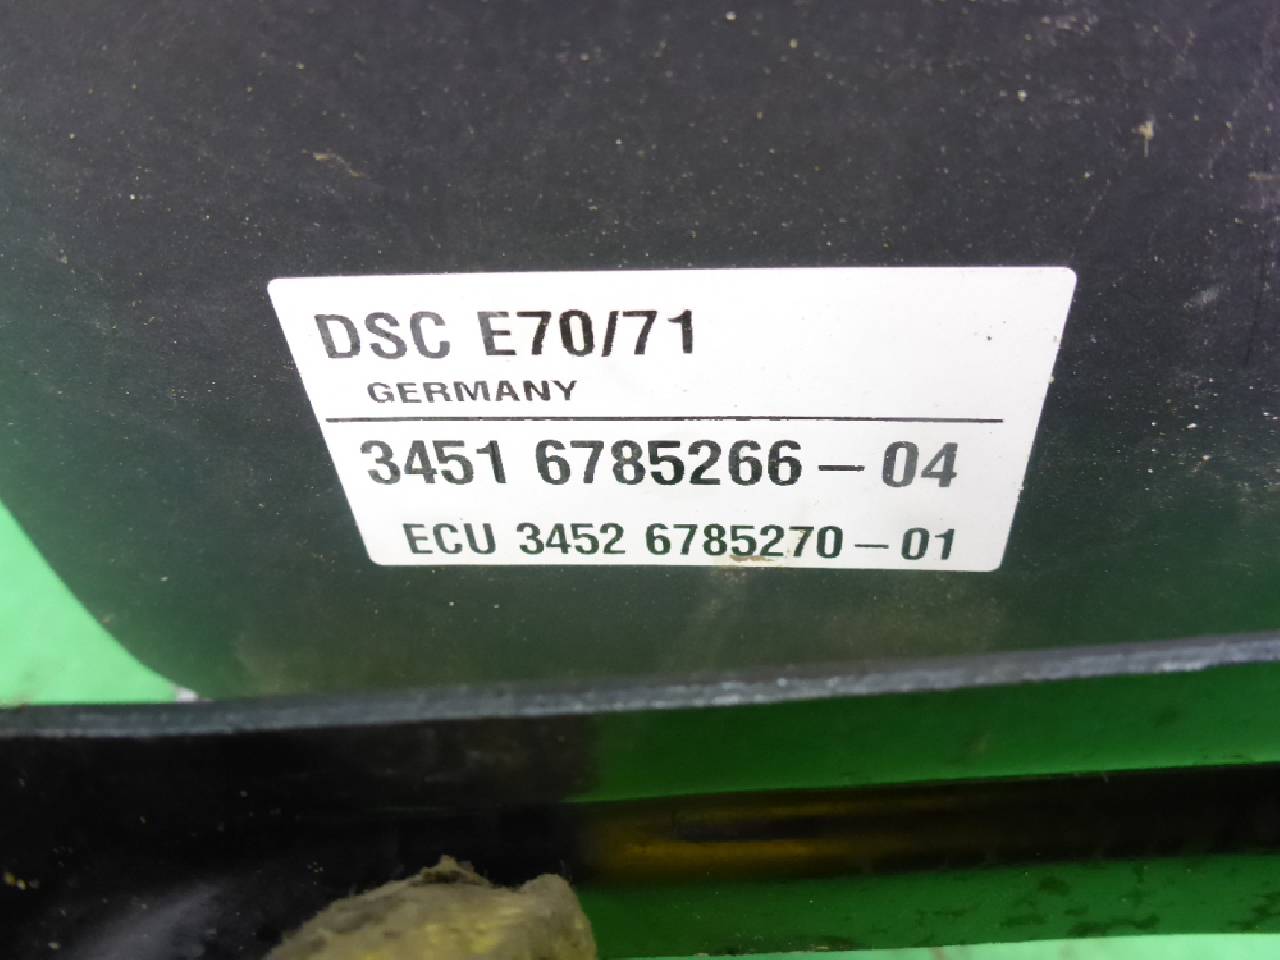 DSC E70/71
GERMANY
3451 6785266-04
ECU 3452 6785270-01